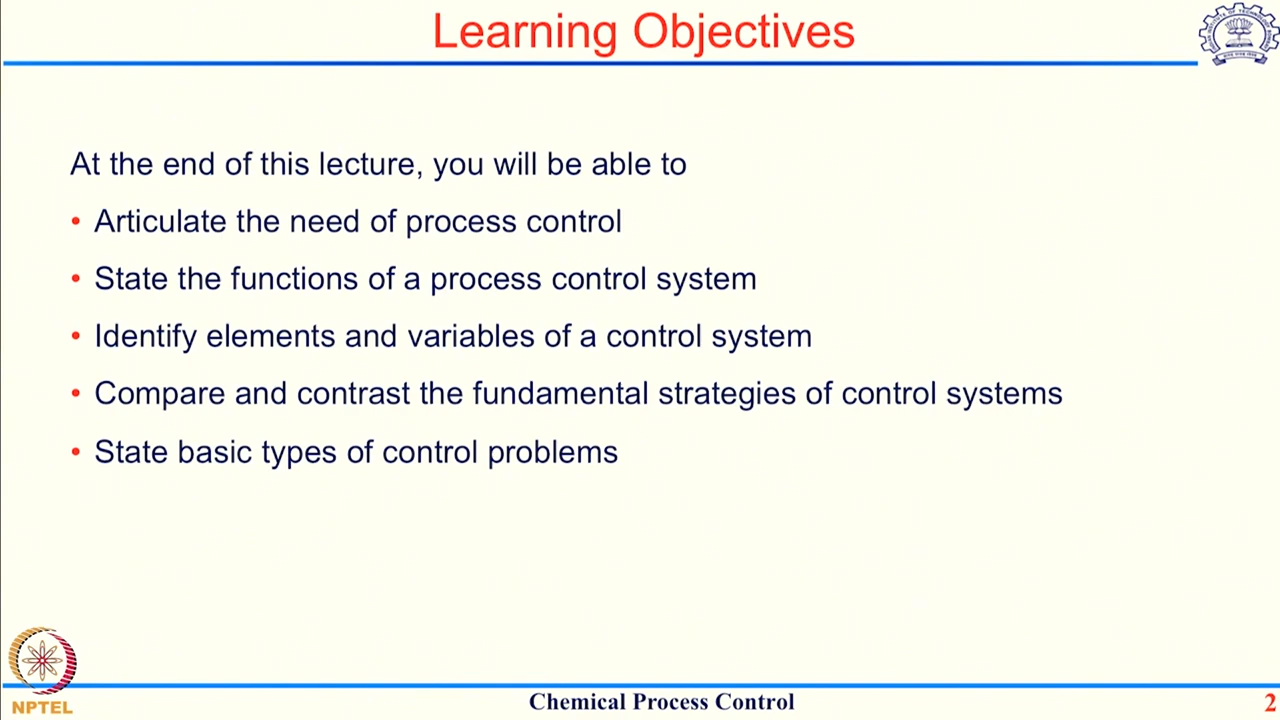 Learning Objectives
At the end of this lecture, you will be able to
• Articulate the need of process control
• State the functions of a process control system
• Identify elements and variables of a control system
• Compare and contrast the fundamental strategies of control systems
• State basic types of control problems
NPTEL
Chemical Process Control
2